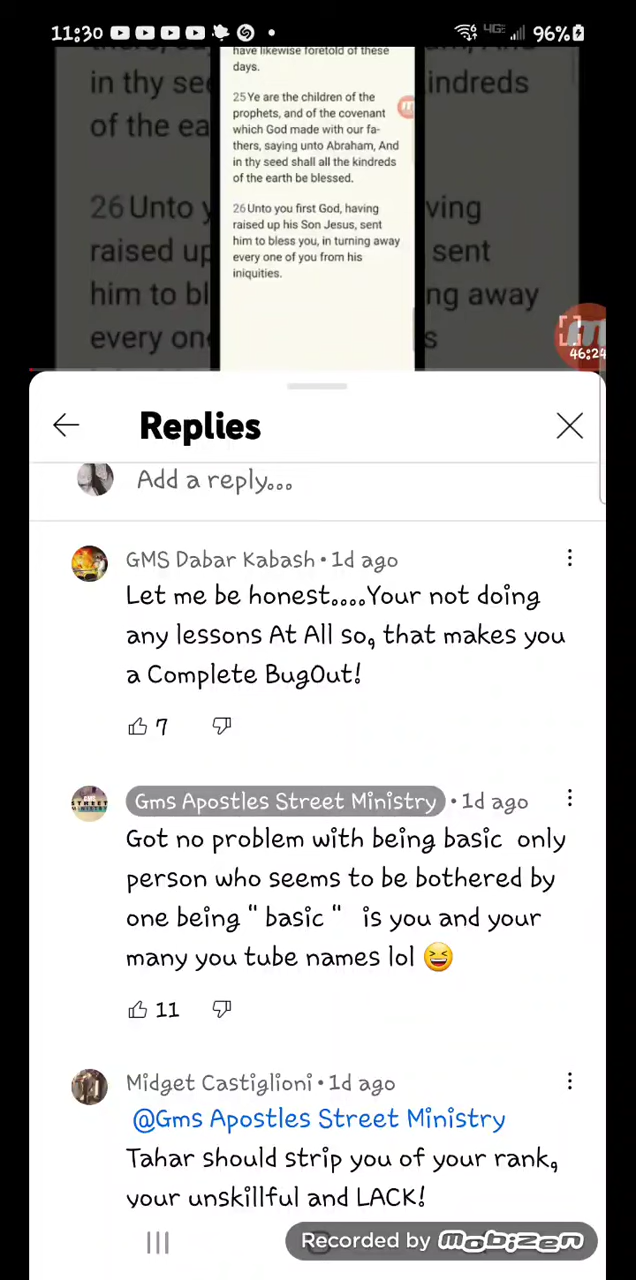 11:30
4GE
96%
have likewise foretold of these
days.
25 Ye are the children of the
prophets, and of the covenant
which God made with our fa-
thers, saying unto Abraham, And
in thy seed shall all the kindreds
of the earth be blessed.
26 Unto you first God, having
raised up his Son Jesus, sent
him to bless you, in turning away
every one of you from his
iniquities.
in thy see
indreds
of the ea
26 Unto y
ving
raised up
sent
him to bl
ng away
every one
s
46:24
Replies
Add a reply...
GMS Dabar Kabash • 1d ago
Let me be honest....Your not doing
any lessons At All so, that makes you
a Complete BugOut!
7
Gms Apostles Street Ministry • 1d ago
Got no problem with being basic only
person who seems to be bothered by
one being " basic " is you and your
many you tube names lol 😆
11
Midget Castiglioni • 1d ago
@Gms Apostles Street Ministry
Tahar should strip you of your rank,
your unskillful and LACK!
Recorded by mobizen